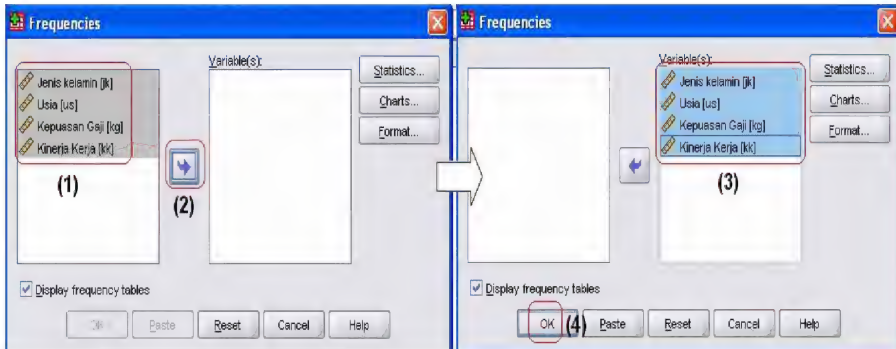 Frequencies
Variable(s):
Jenis kelamin [jk]
Usia [us]
Kepuasan Gaji [kg]
Kinerja Kerja [kk]
(1)
(2)
Statistics...
Charts...
Format...
Display frequency tables
OK
Paste
Reset
Cancel
Help
Frequencies
Variable(s):
Jenis kelamin [jk]
Usia [us]
Kepuasan Gaji [kg]
Kinerja Kerja [kk]
(3)
Statistics...
Charts...
Format...
Display frequency tables
OK
(4)
Paste
Reset
Cancel
Help